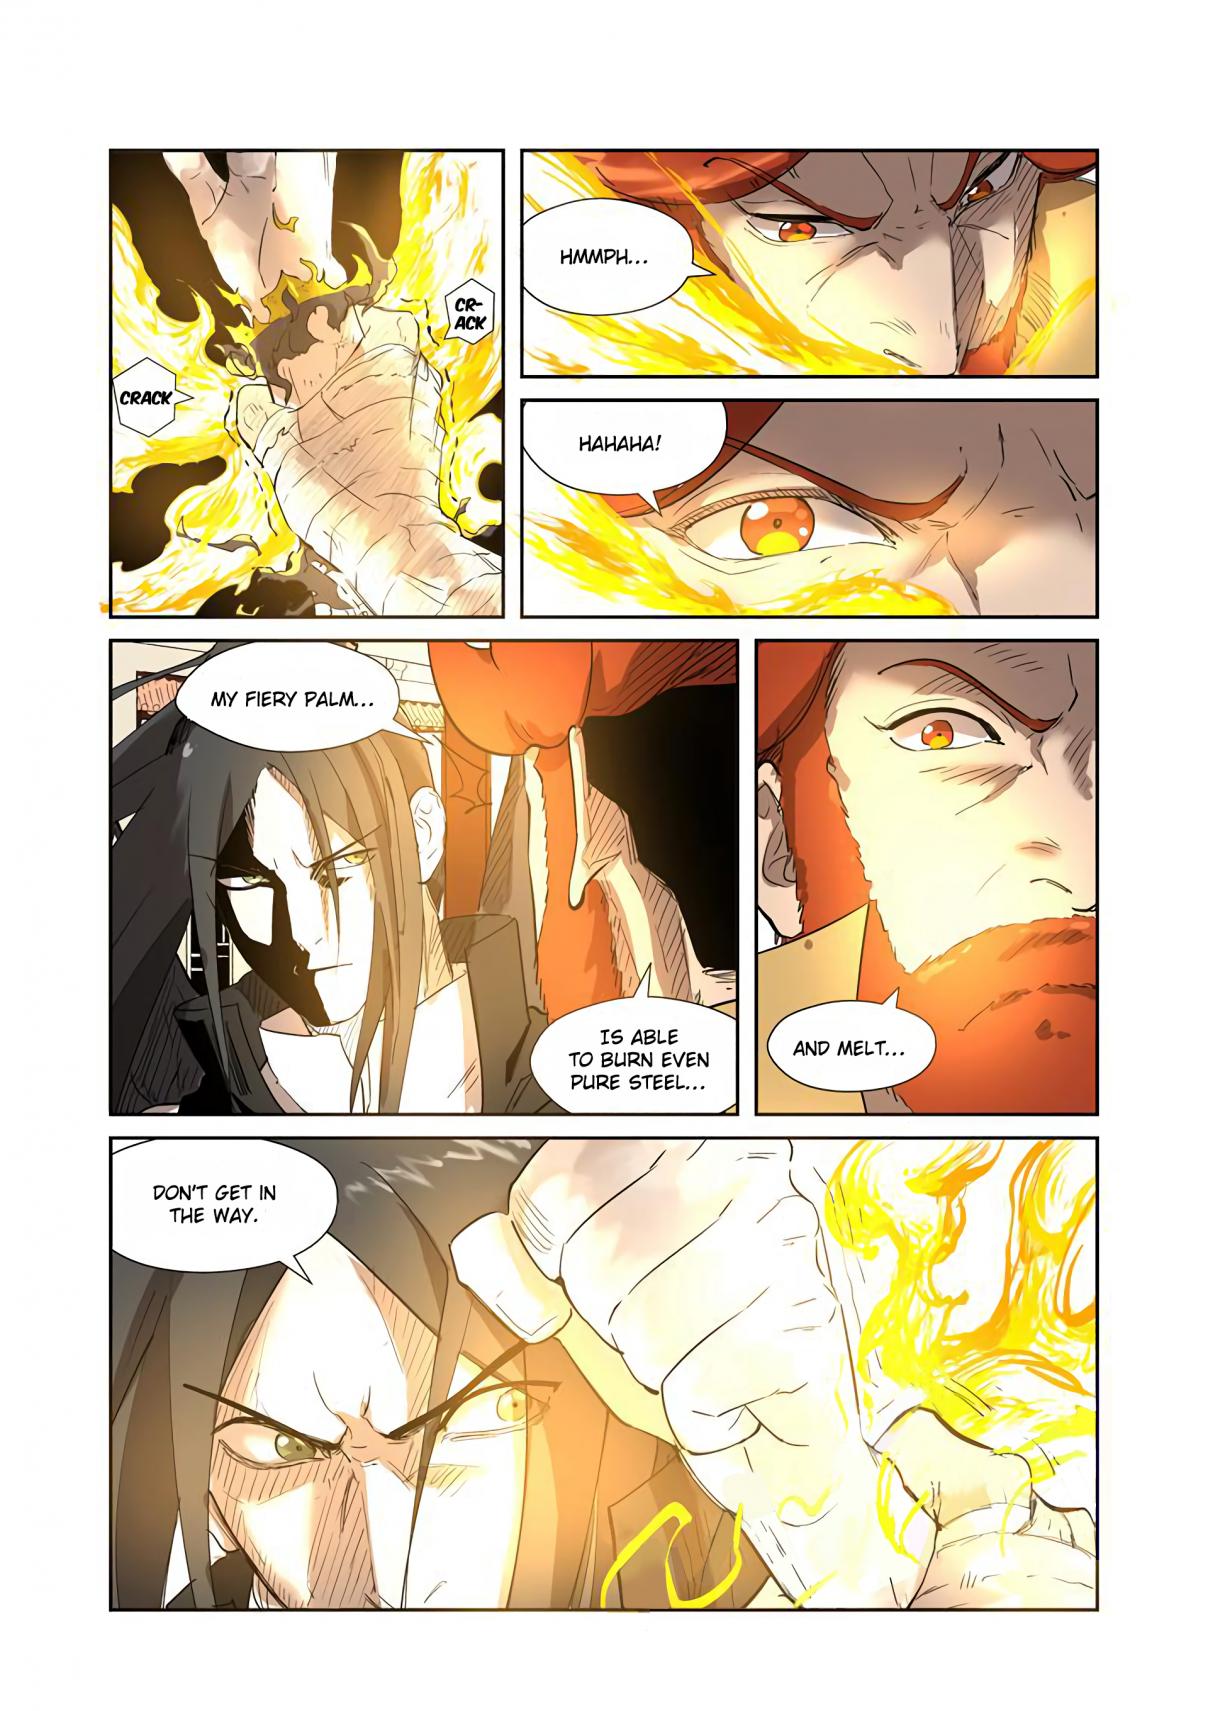 CR-
ACK
CRACK
HMMPH...
HAHAHA!
MY FIERY PALM...
IS ABLE
TO BURN EVEN
PURE STEEL...
AND MELT...
DON'T GET IN
THE WAY.